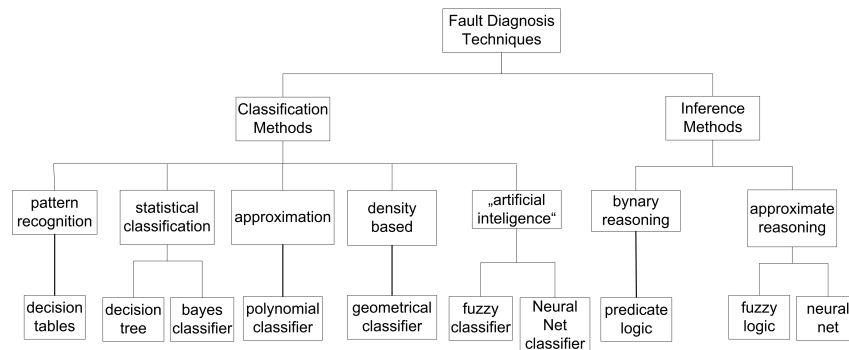 Fault Diagnosis
Techniques
Classification
Methods
Inference
Methods
pattern
recognition
statistical
classification
approximation
density
based
„artificial
inteligence“
bynary
reasoning
approximate
reasoning
decision
tables
decision
tree
bayes
classifier
polynomial
classifier
geometrical
classifier
fuzzy
classifier
Neural
Net
classifier
predicate
logic
fuzzy
logic
neural
net